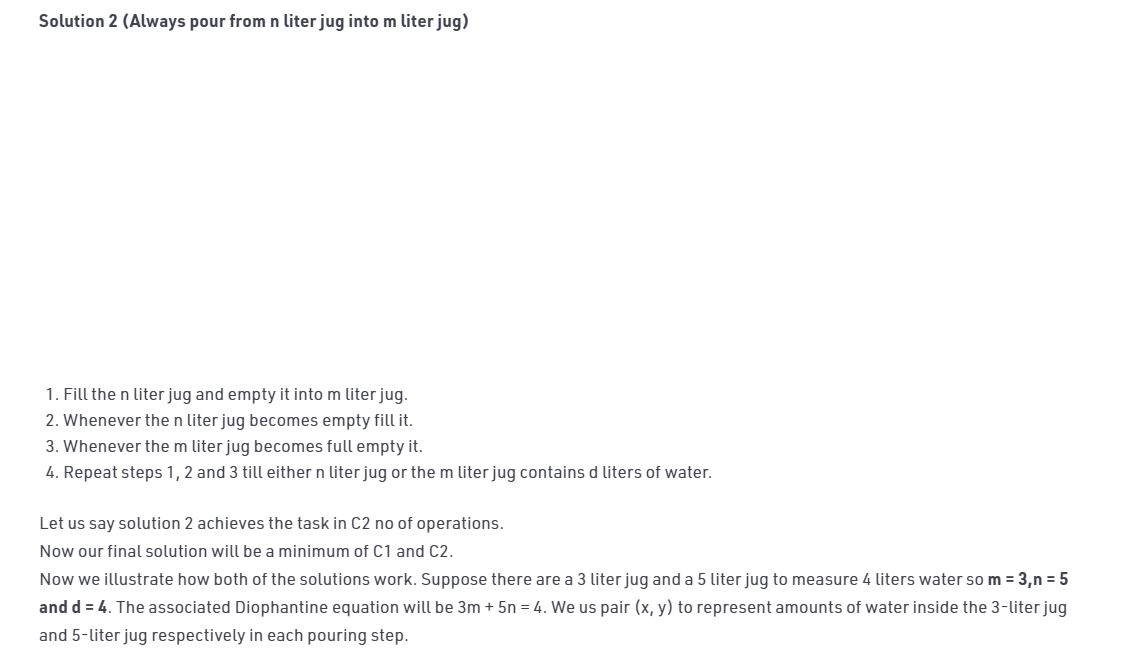 Solution 2 (Always pour from n liter jug into m liter jug)
1. Fill the n liter jug and empty it into m liter jug.
2. Whenever the n liter jug becomes empty fill it.
3. Whenever the m liter jug becomes full empty it.
4. Repeat steps 1, 2 and 3 till either n liter jug or the m liter jug contains d liters of water.
Let us say solution 2 achieves the task in C2 no of operations.
Now our final solution will be a minimum of C1 and C2.
Now we illustrate how both of the solutions work. Suppose there are a 3 liter jug and a 5 liter jug to measure 4 liters water so m = 3,n = 5
and d = 4. The associated Diophantine equation will be 3m + 5n = 4. We us pair (x, y) to represent amounts of water inside the 3-liter jug
and 5-liter jug respectively in each pouring step.